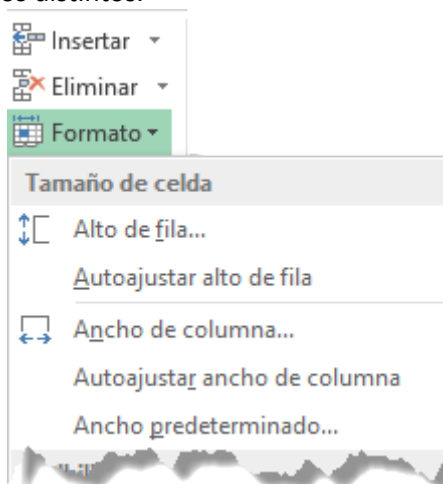 es distintes.
Insertar
Eliminar
Formato
Tamaño de celda
Alto de fila...
Autoajustar alto de fila
Ancho de columna...
Autoajustar ancho de columna
Ancho predeterminado...